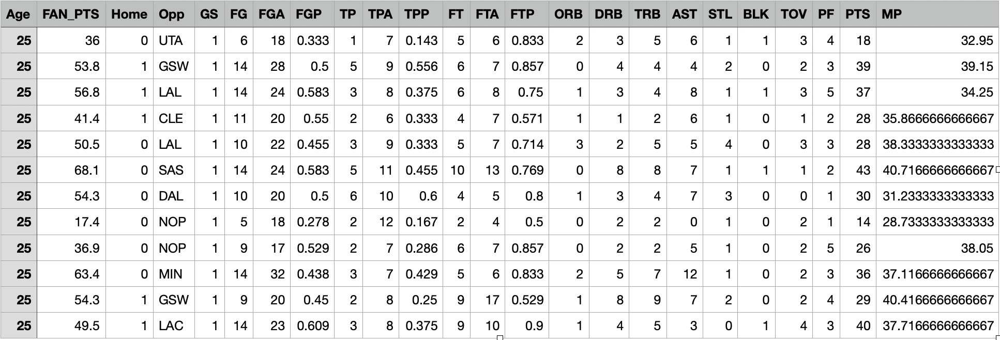 Age FAN_PTS Home Opp GS FG FGA FGP TP TPA TPP FT FTA FTP ORB DRB TRB AST STL BLK TOV PF PTS MP
25 36 0 UTA 1 6 18 0.333 1 7 0.143 5 6 0.833 2 3 5 6 1 1 3 4 18 32.95
25 53.8 1 GSW 1 14 28 0.5 5 9 0.556 6 7 0.857 0 4 4 4 2 0 2 3 39 39.15
25 56.8 1 LAL 1 14 24 0.583 3 8 0.375 6 8 0.75 1 3 4 8 1 1 3 5 37 34.25
25 41.4 1 CLE 1 11 20 0.55 2 6 0.333 4 7 0.571 1 1 2 6 1 0 1 2 28 35.8666666666667
25 50.5 0 LAL 1 10 22 0.455 3 9 0.333 5 7 0.714 3 2 5 5 4 0 3 3 28 38.3333333333333
25 68.1 0 SAS 1 14 24 0.583 5 11 0.455 10 13 0.769 0 8 8 7 1 1 1 2 43 40.7166666666667
25 54.3 0 DAL 1 10 20 0.5 6 10 0.6 4 5 0.8 1 3 4 7 3 0 0 1 30 31.2333333333333
25 17.4 0 NOP 1 5 18 0.278 2 12 0.167 2 4 0.5 0 2 2 0 1 0 2 1 14 28.7333333333333
25 36.9 0 NOP 1 9 17 0.529 2 7 0.286 6 7 0.857 0 2 2 5 1 0 2 5 26 38.05
25 63.4 0 MIN 1 14 32 0.438 3 7 0.429 5 6 0.833 2 5 7 12 1 0 2 3 36 37.1166666666667
25 54.3 1 GSW 1 9 20 0.45 2 8 0.25 9 17 0.529 1 8 9 7 2 0 2 4 29 40.4166666666667
25 49.5 1 LAC 1 14 23 0.609 3 8 0.375 9 10 0.9 1 4 5 3 0 1 4 3 40 37.7166666666667